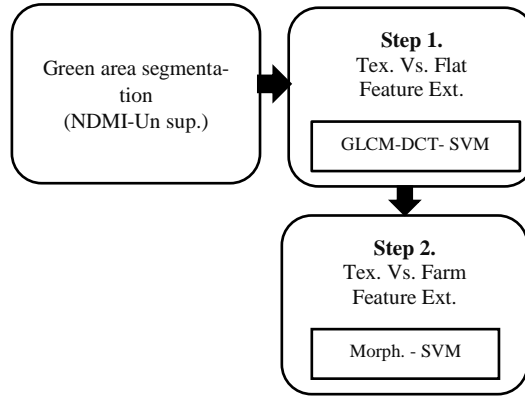 Green area segmenta-
tion
(NDMI-Un sup.)
Step 1.
Tex. Vs. Flat
Feature Ext.
GLCM-DCT- SVM
Step 2.
Tex. Vs. Farm
Feature Ext.
Morph. - SVM